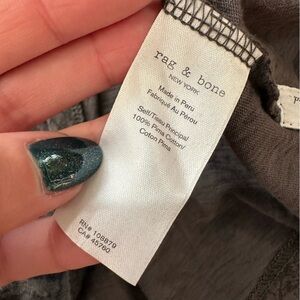 rag & bone
NEW YORK
Made in Peru
Fabriqué Au Pérou
Self/Tissu Principal
100% Pima Cotton/
Coton Pima
RN# 108879
CA# 45760